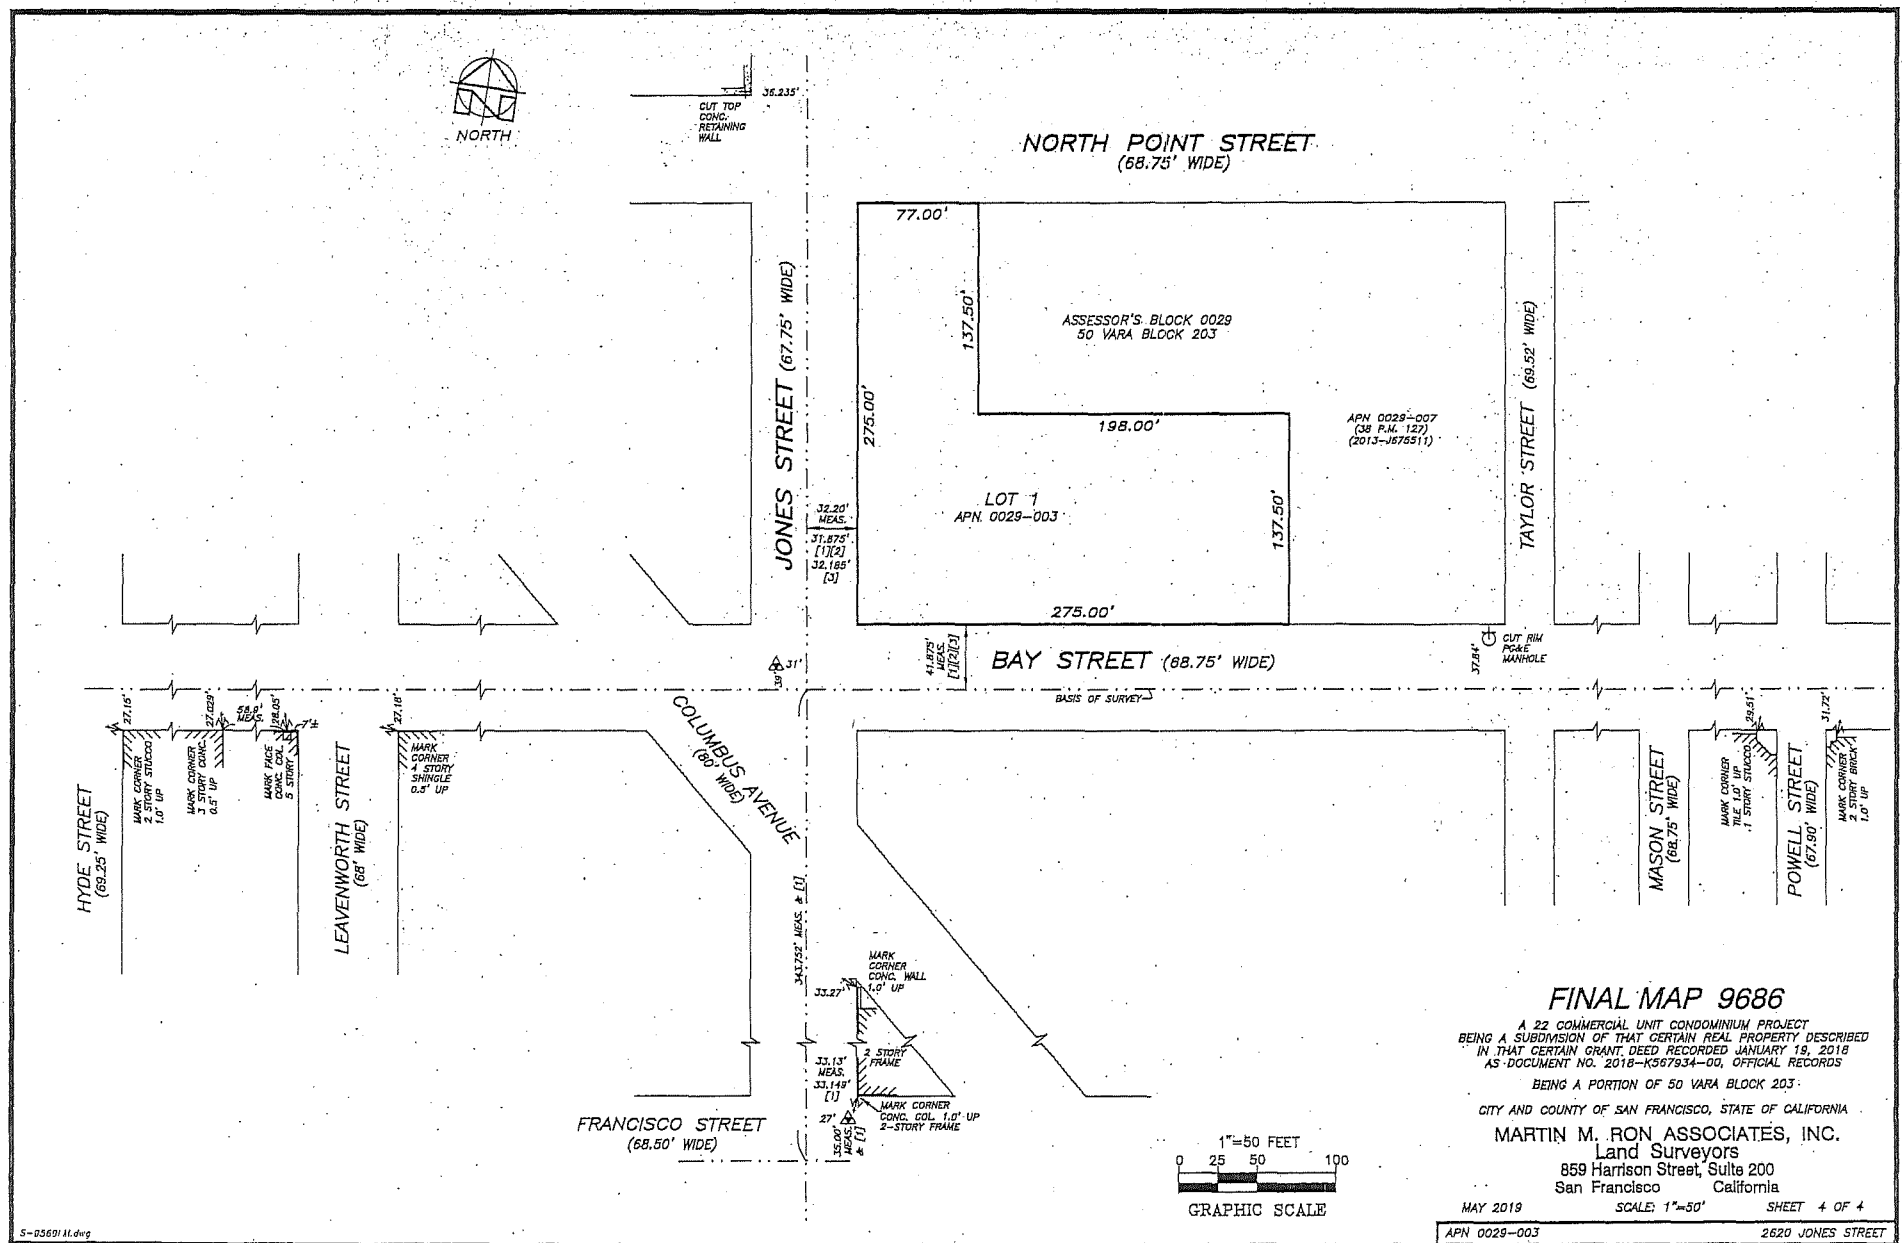 NORTH
CUT TOP
CONC.
RETAINING
WALL
36.235'
NORTH POINT STREET
(68.75' WIDE)
77.00'
137.50'
275.00'
ASSESSOR'S BLOCK 0029
50 VARA BLOCK 203
198.00'
APN 0029-007
(38 P.M. 127)
(2013-J675511)
JONES STREET (67.75' WIDE)
TAYLOR STREET (69.52' WIDE)
LOT 1
APN 0029-003
137.50'
32.20'
MEAS.
31.875'
[1][2]
32.185'
[3]
275.00'
41.875'
MEAS.
[1][2][3]
BAY STREET (88.75' WIDE)
37.84'
CUT RIM
PG&E
MANHOLE
31'
39'
BASIS OF SURVEY
27.15'
27.029'
58.9'
MEAS.
28.05'
7'±
27.18'
29.51'
31.72'
MARK CORNER
2 STORY STUCCO
1.0' UP
MARK CORNER
3 STORY CONC.
0.5' UP
MARK FACE
CONC COL.
5 STORY
MARK
CORNER
4 STORY
SHINGLE
0.5' UP
HYDE STREET
(69.25' WIDE)
LEAVENWORTH STREET
(68' WIDE)
COLUMBUS AVENUE
(80' WIDE)
MASON STREET
(68.75' WIDE)
MARK CORNER
TILE 1.0' UP
1 STORY STUCCO
POWELL STREET
(67.90' WIDE)
MARK CORNER
2 STORY BRICK
1.0' UP
343.752' MEAS. & [1]
MARK
CORNER
CONC. WALL
1.0' UP
33.27'
2 STORY
FRAME
33.13'
MEAS.
33.149'
[1]
MARK CORNER
CONC. COL. 1.0' UP
2-STORY FRAME
27'
35.00'
MEAS.
& [1]
FRANCISCO STREET
(68.50' WIDE)
1"=50 FEET
0 25 50 100
GRAPHIC SCALE
FINAL MAP 9686
A 22 COMMERCIAL UNIT CONDOMINIUM PROJECT
BEING A SUBDIVISION OF THAT CERTAIN REAL PROPERTY DESCRIBED
IN THAT CERTAIN GRANT DEED RECORDED JANUARY 19, 2018
AS DOCUMENT NO. 2018-K567934-00, OFFICIAL RECORDS
BEING A PORTION OF 50 VARA BLOCK 203
CITY AND COUNTY OF SAN FRANCISCO, STATE OF CALIFORNIA
MARTIN M. RON ASSOCIATES, INC.
Land Surveyors
859 Harrison Street, Suite 200
San Francisco California
MAY 2019 SCALE: 1"=50' SHEET 4 OF 4
APN 0029-003 2620 JONES STREET